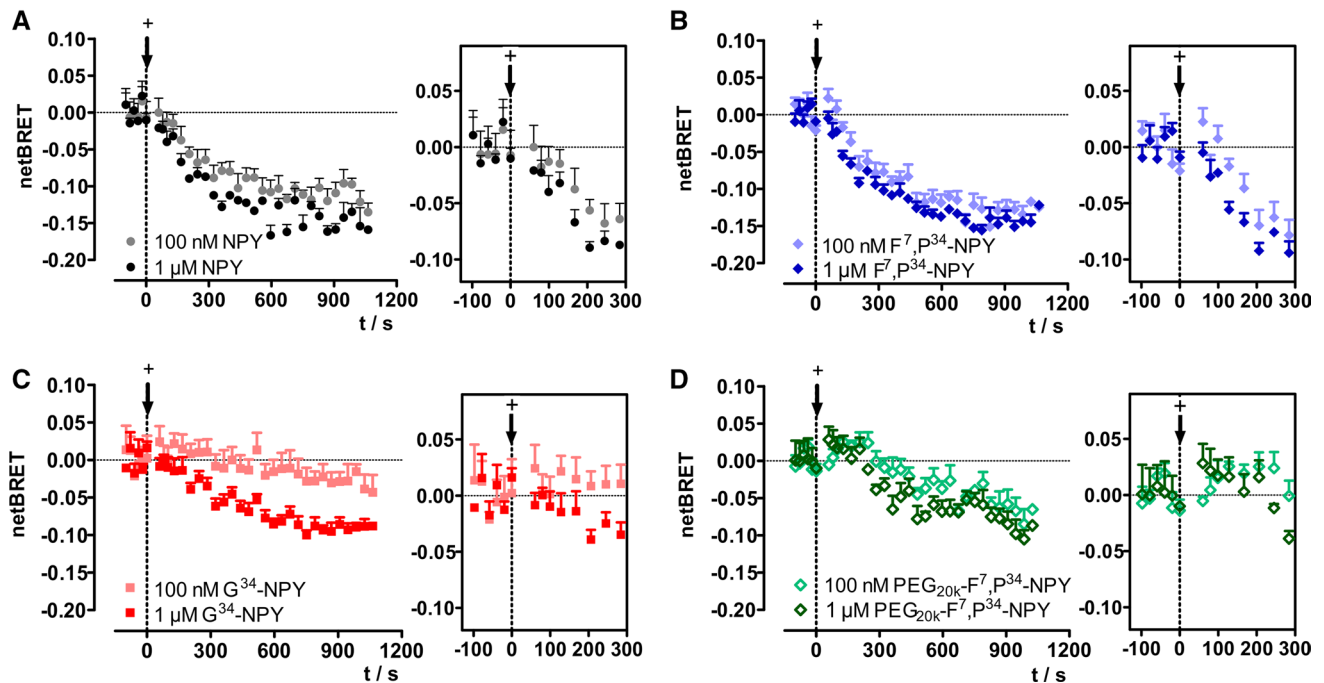 A
+
0.10
0.05
0.00
-0.05
-0.10
-0.15
-0.20
netBRET
100 nM NPY
1 µM NPY
0 300 600 900 1200
t / s
+
0.05
0.00
-0.05
-0.10
-100 0 100 200 300
B
+
0.10
0.05
0.00
-0.05
-0.10
-0.15
-0.20
netBRET
100 nM F⁷,P³⁴-NPY
1 µM F⁷,P³⁴-NPY
0 300 600 900 1200
t / s
+
0.05
0.00
-0.05
-0.10
-100 0 100 200 300
C
+
0.10
0.05
0.00
-0.05
-0.10
-0.15
-0.20
netBRET
100 nM G³⁴-NPY
1 µM G³⁴-NPY
0 300 600 900 1200
t / s
+
0.05
0.00
-0.05
-0.10
-100 0 100 200 300
D
+
0.10
0.05
0.00
-0.05
-0.10
-0.15
-0.20
netBRET
100 nM PEG₂₀ₖ-F⁷,P³⁴-NPY
1 µM PEG₂₀ₖ-F⁷,P³⁴-NPY
0 300 600 900 1200
t / s
+
0.05
0.00
-0.05
-0.10
-100 0 100 200 300